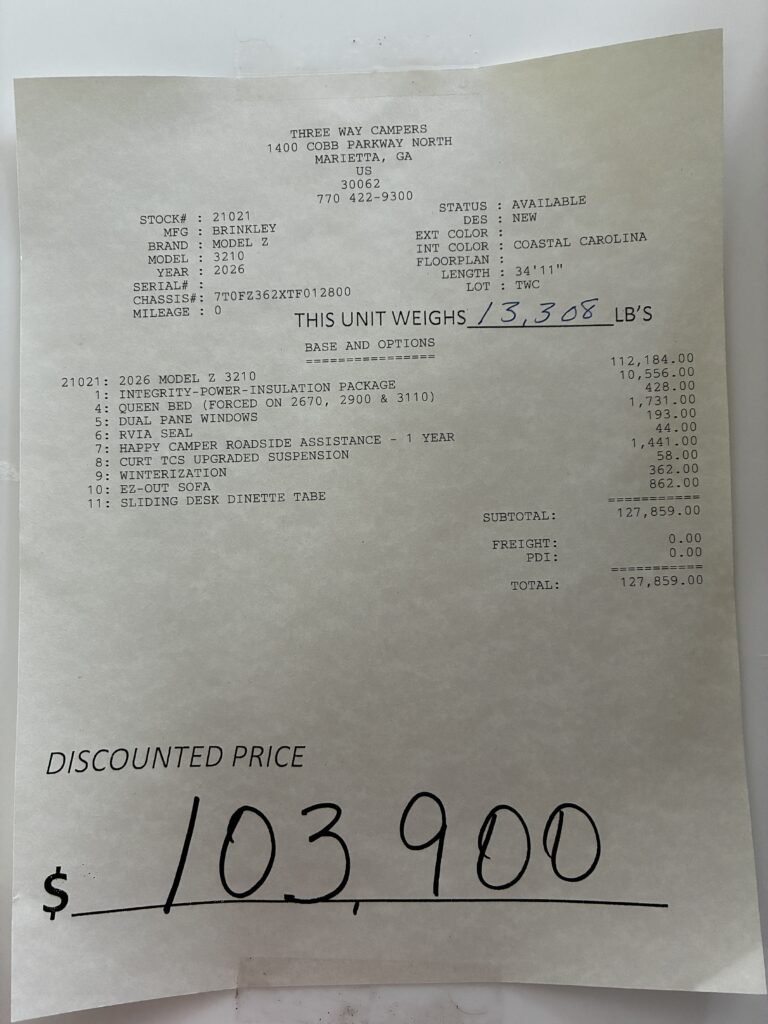 THREE WAY CAMPERS
1400 COBB PARKWAY NORTH
MARIETTA, GA
US
30062
770 422-9300
STOCK# : 21021
MFG : BRINKLEY
BRAND : MODEL Z
MODEL : 3210
YEAR : 2026
SERIAL# :
CHASSIS#: 7T0FZ362XTF012800
MILEAGE : 0
STATUS : AVAILABLE
DES : NEW
EXT COLOR :
INT COLOR : COASTAL CAROLINA
FLOORPLAN :
LENGTH : 34'11"
LOT : TWC
THIS UNIT WEIGHS 13,308 LB'S
BASE AND OPTIONS
================
21021: 2026 MODEL Z 3210 112,184.00
1: INTEGRITY-POWER-INSULATION PACKAGE 10,556.00
4: QUEEN BED (FORCED ON 2670, 2900 & 3110) 428.00
5: DUAL PANE WINDOWS 1,731.00
6: RVIA SEAL 193.00
7: HAPPY CAMPER ROADSIDE ASSISTANCE - 1 YEAR 44.00
8: CURT TCS UPGRADED SUSPENSION 1,441.00
9: WINTERIZATION 58.00
10: EZ-OUT SOFA 362.00
11: SLIDING DESK DINETTE TABE 862.00
===========
SUBTOTAL: 127,859.00
FREIGHT: 0.00
PDI: 0.00
===========
TOTAL: 127,859.00
DISCOUNTED PRICE
$ 103,900